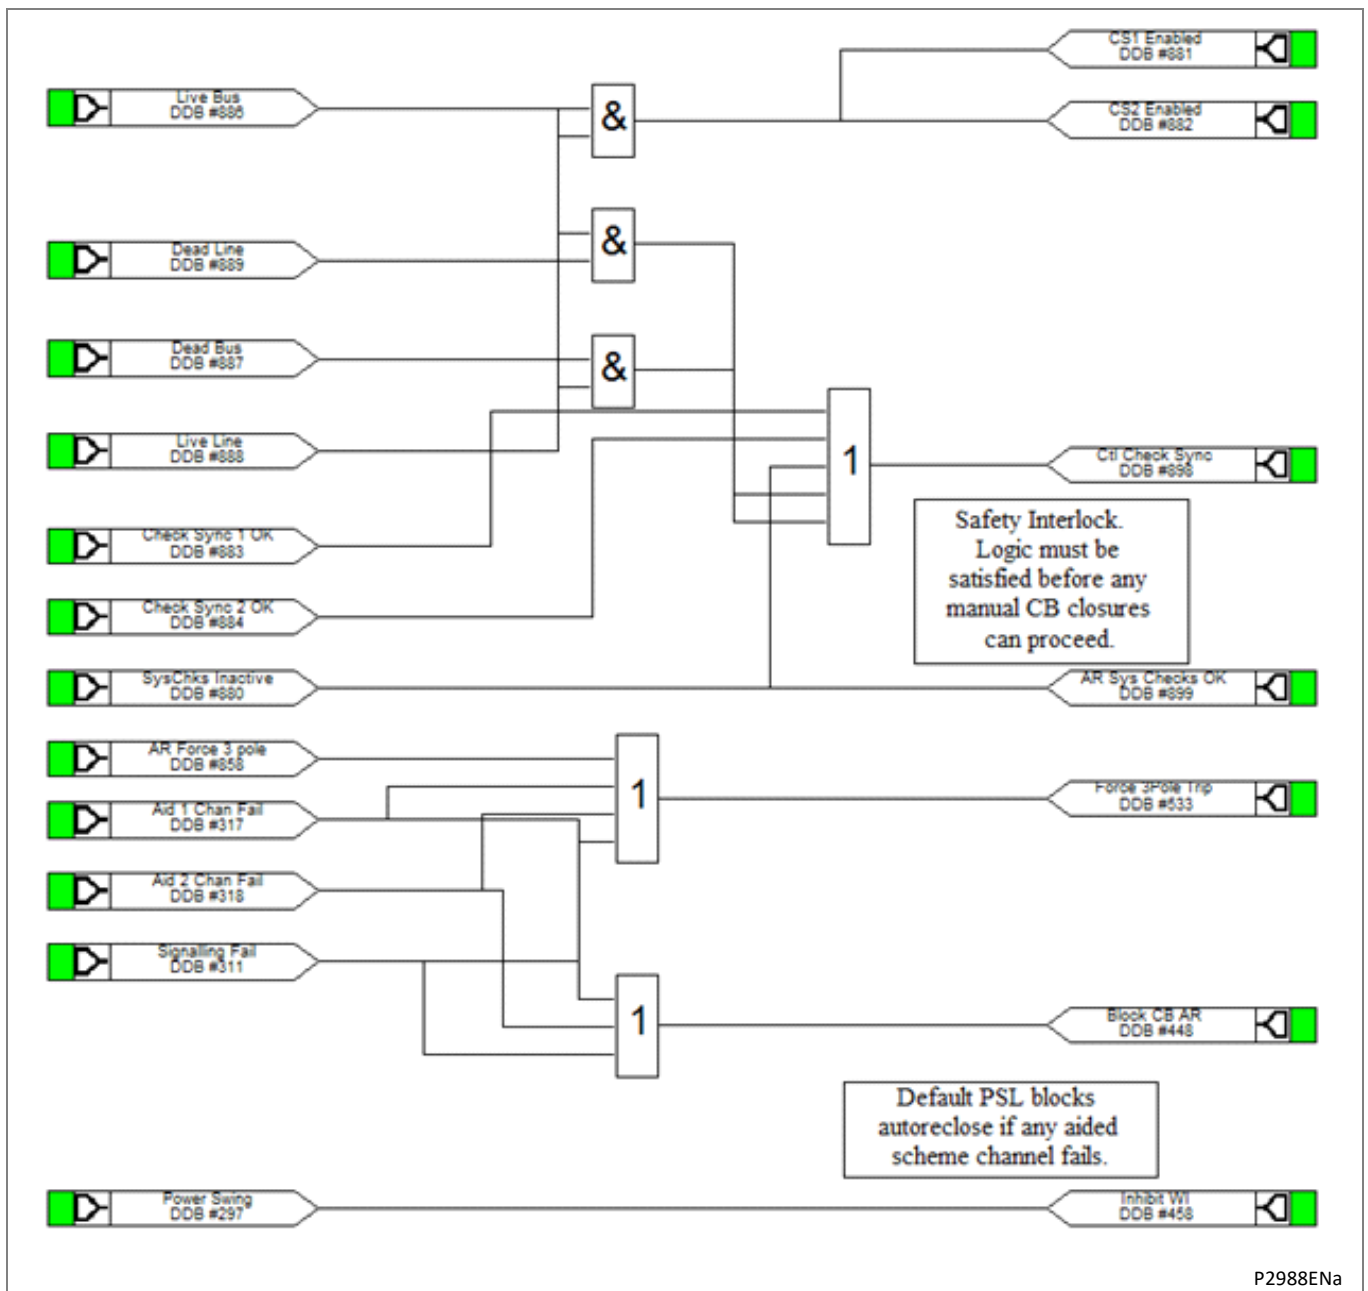 CS1 Enabled
DDB #881
Live Bus
DDB #886
&
CS2 Enabled
DDB #882
Dead Line
DDB #889
&
Dead Bus
DDB #887
&
Live Line
DDB #888
1
Ctl Check Sync
DDB #898
Safety Interlock.
Logic must be
satisfied before any
manual CB closures
can proceed.
Check Sync 1 OK
DDB #883
Check Sync 2 OK
DDB #884
SysChks Inactive
DDB #880
AR Sys Checks OK
DDB #899
AR Force 3 pole
DDB #858
1
Force 3Pole Trip
DDB #533
Aid 1 Chan Fail
DDB #317
Aid 2 Chan Fail
DDB #318
Signalling Fail
DDB #311
1
Block CB AR
DDB #448
Default PSL blocks
autoreclose if any aided
scheme channel fails.
Power Swing
DDB #297
Inhibit WI
DDB #458
P2988ENa